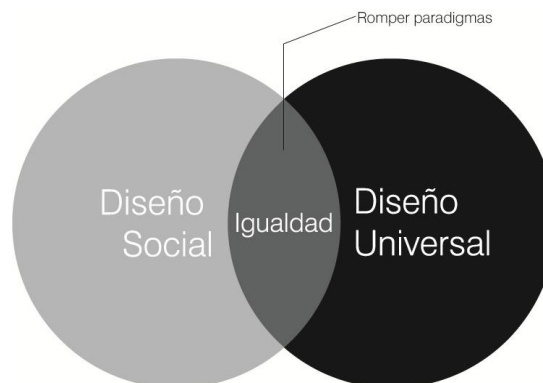 Romper paradigmas
Diseño
Social
Igualdad
Diseño
Universal